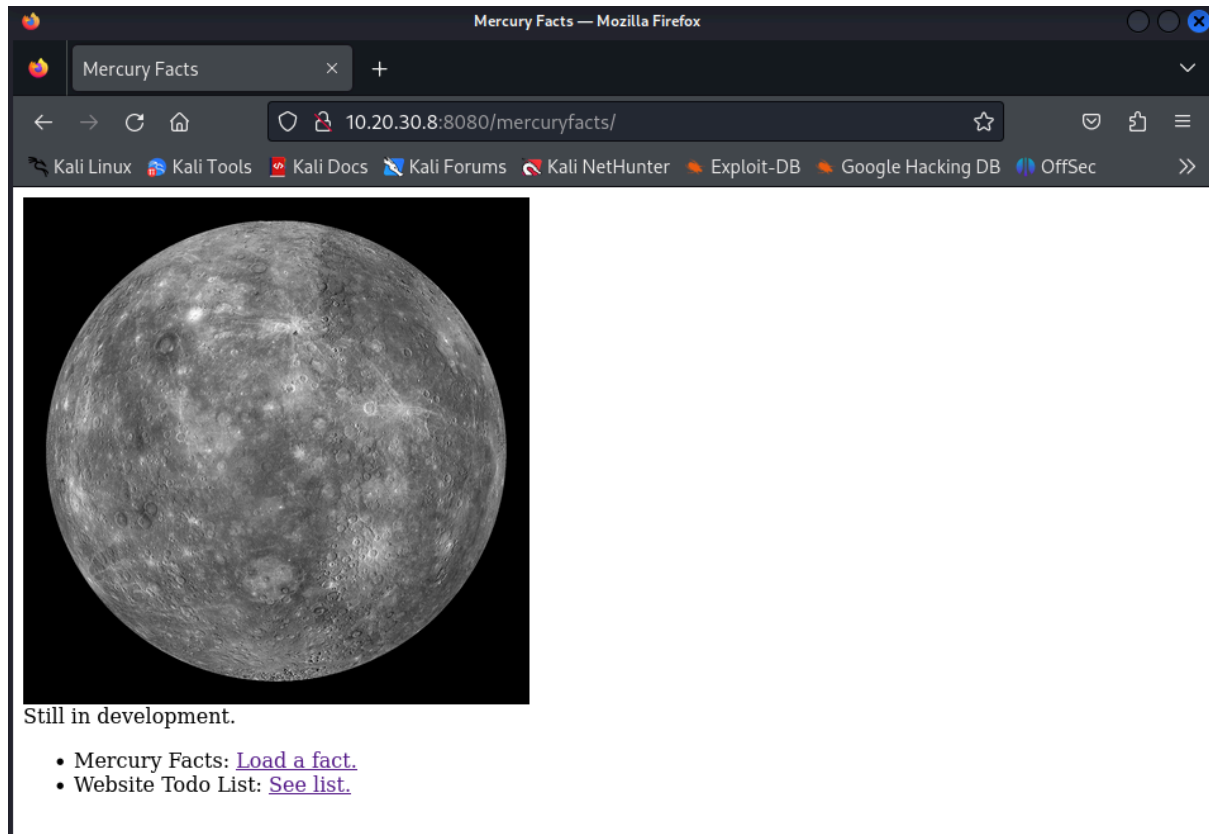 Mercury Facts — Mozilla Firefox
Mercury Facts
10.20.30.8:8080/mercuryfacts/
Kali Linux Kali Tools Kali Docs Kali Forums Kali NetHunter Exploit-DB Google Hacking DB OffSec
Still in development.
• Mercury Facts: Load a fact.
• Website Todo List: See list.